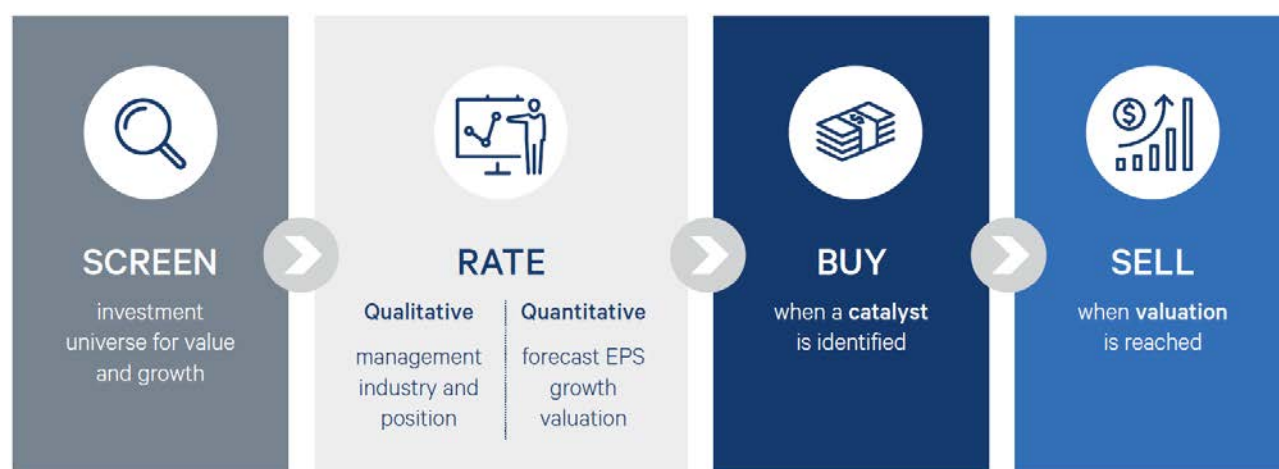 SCREEN
investment
universe for value
and growth
RATE
Qualitative
management
industry and
position
Quantitative
forecast EPS
growth
valuation
$
BUY
when a catalyst
is identified
$
SELL
when valuation
is reached